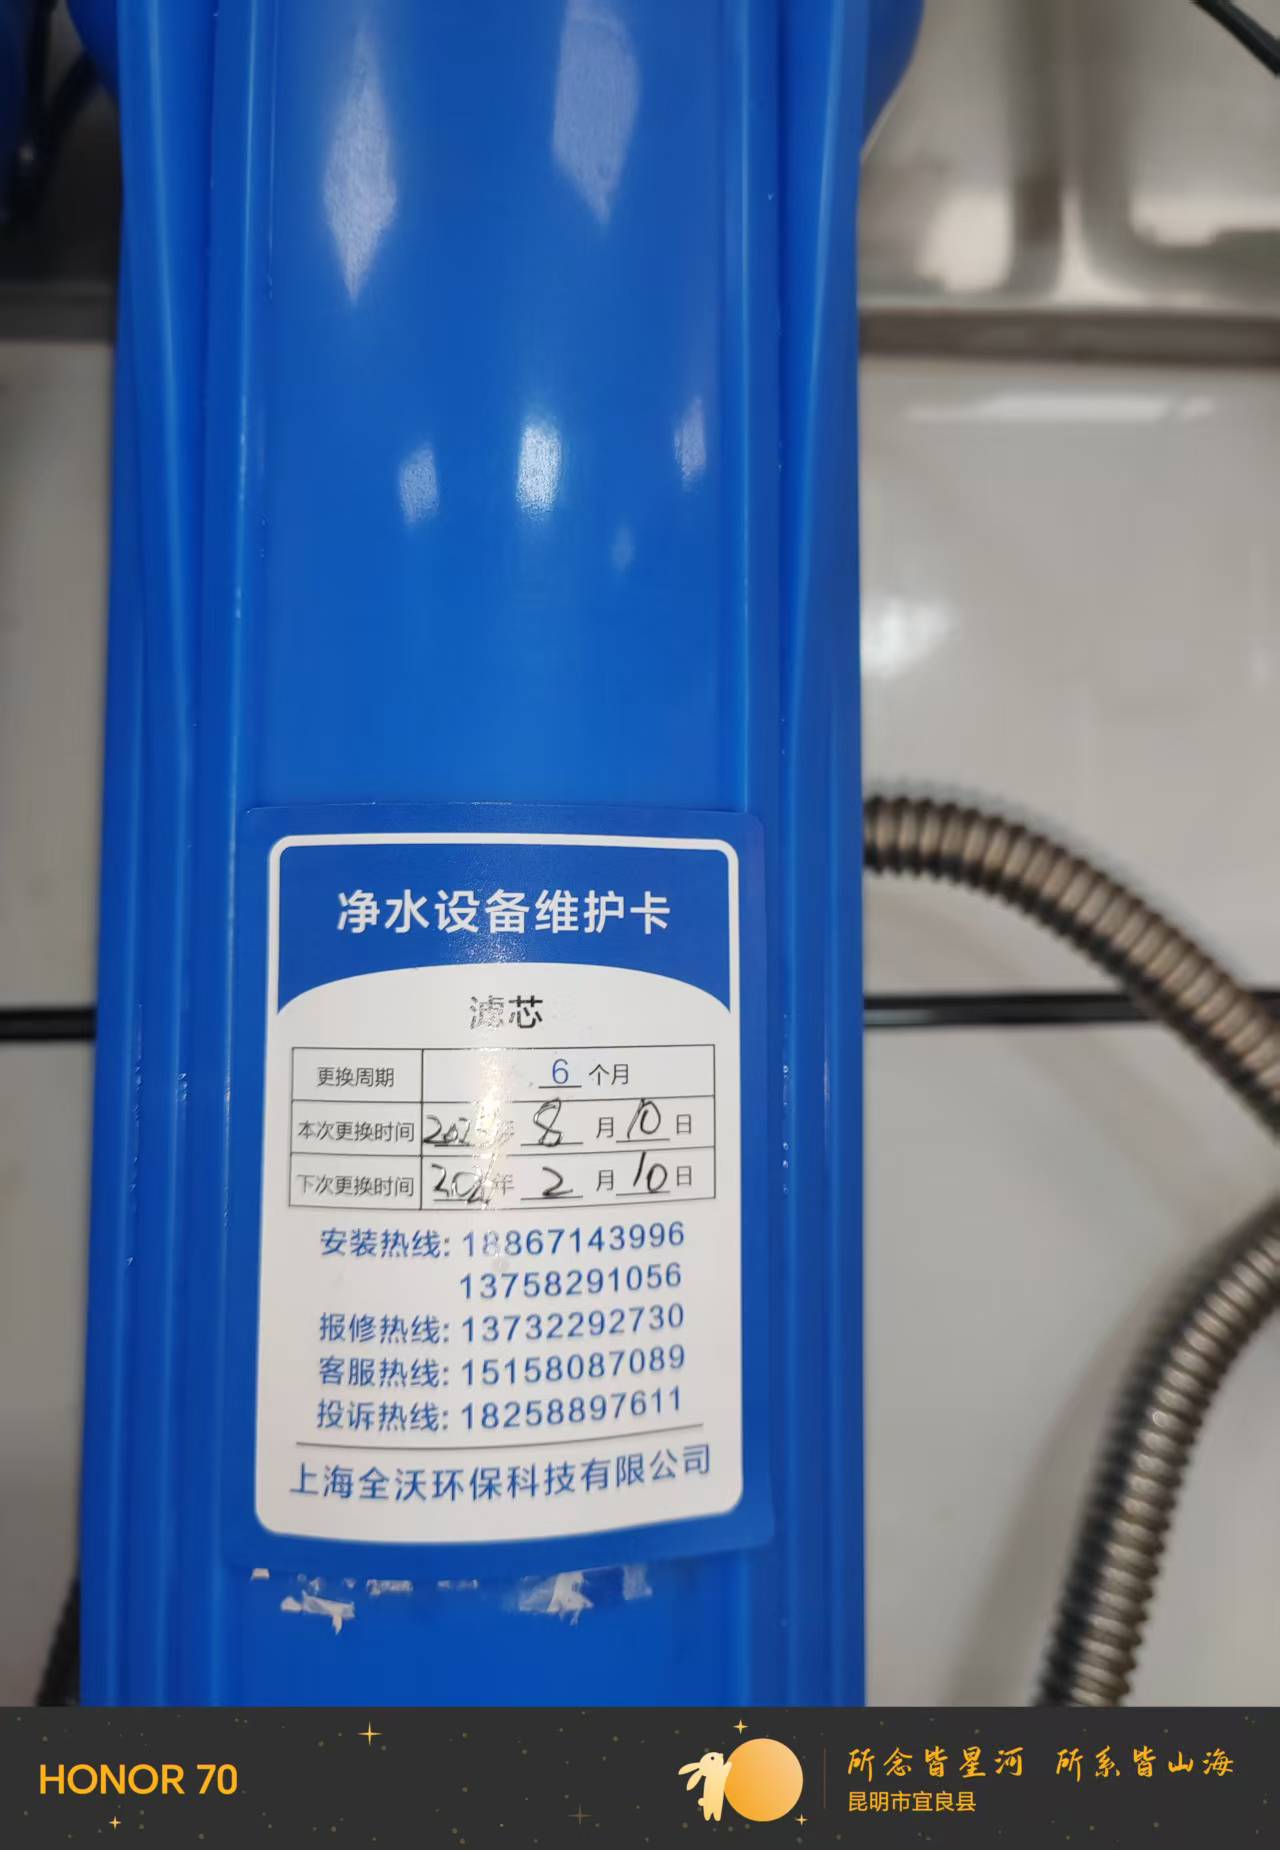 净水设备维护卡
滤芯
更换周期 6 个月
本次更换时间 年 8 月 10 日
下次更换时间 年 2 月 10 日
安装热线: 18867143996
13758291056
报修热线: 13732292730
客服热线: 15158087089
投诉热线: 18258897611
上海全沃环保科技有限公司
HONOR 70
所念皆星河 所系皆山海
昆明市宜良县